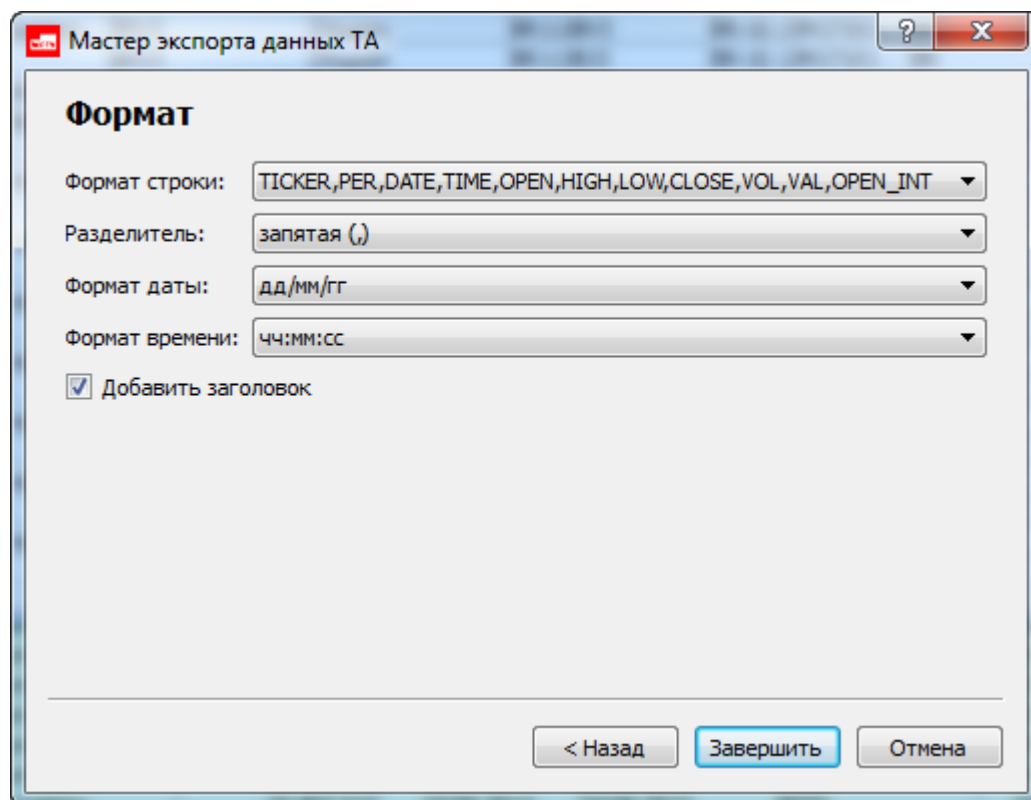 Мастер экспорта данных ТА
Формат
Формат строки: TICKER,PER,DATE,TIME,OPEN,HIGH,LOW,CLOSE,VOL,VAL,OPEN_INT
Разделитель: запятая (,)
Формат даты: дд/мм/гг
Формат времени: чч:мм:сс
Добавить заголовок
< Назад Завершить Отмена